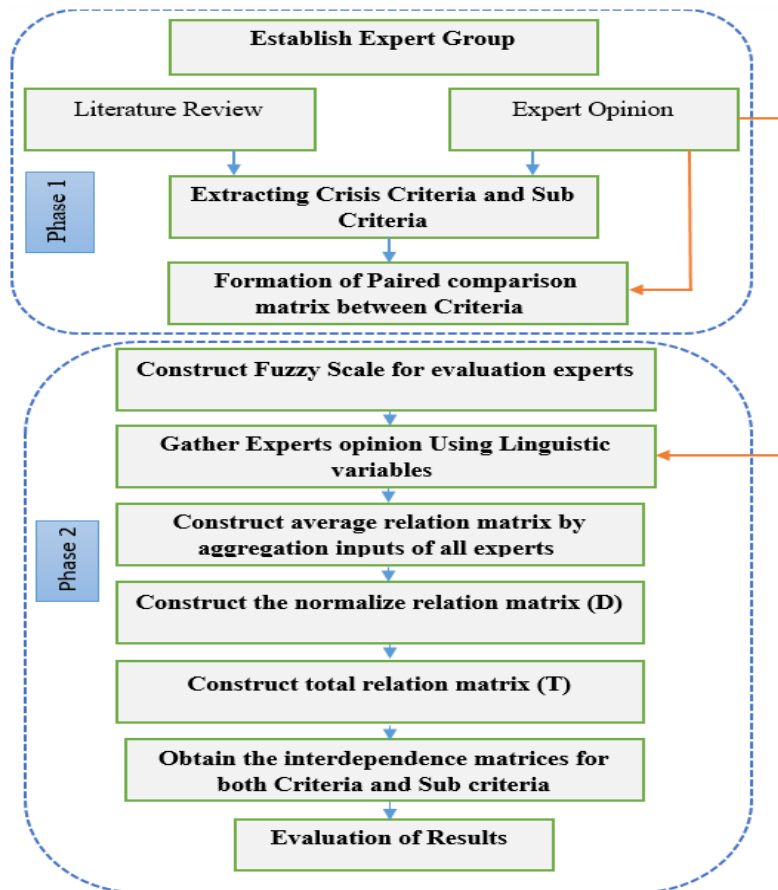 Establish Expert Group
Literature Review
Expert Opinion
Phase 1
Extracting Crisis Criteria and Sub
Criteria
Formation of Paired comparison
matrix between Criteria
Construct Fuzzy Scale for evaluation experts
Gather Experts opinion Using Linguistic
variables
Phase 2
Construct average relation matrix by
aggregation inputs of all experts
Construct the normalize relation matrix (D)
Construct total relation matrix (T)
Obtain the interdependence matrices for
both Criteria and Sub criteria
Evaluation of Results